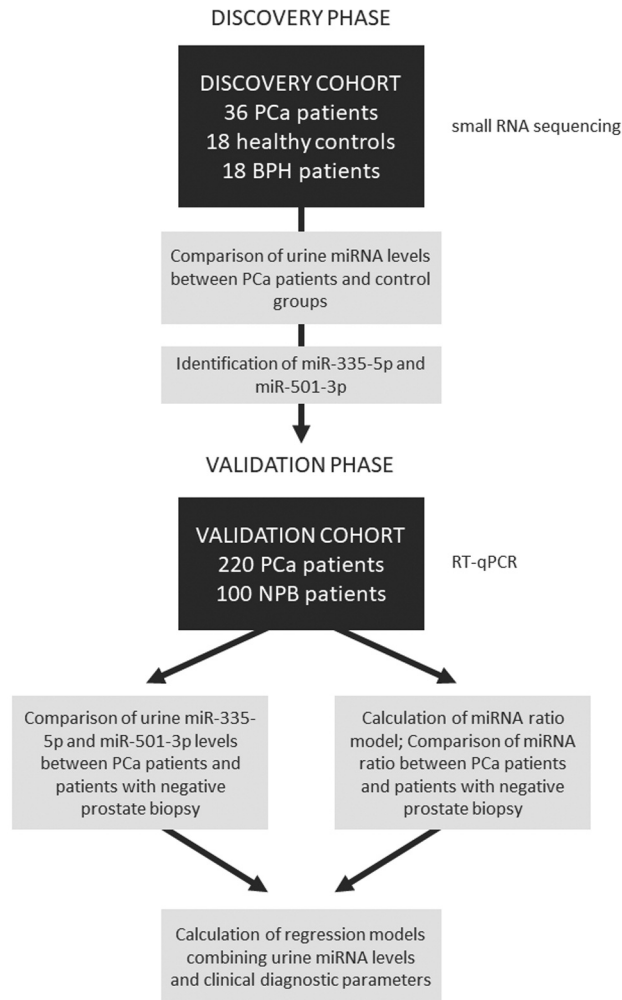 DISCOVERY PHASE
DISCOVERY COHORT
36 PCa patients
18 healthy controls
18 BPH patients
small RNA sequencing
Comparison of urine miRNA levels
between PCa patients and control
groups
Identification of miR-335-5p and
miR-501-3p
VALIDATION PHASE
VALIDATION COHORT
220 PCa patients
100 NPB patients
RT-qPCR
Comparison of urine miR-335-
5p and miR-501-3p levels
between PCa patients and
patients with negative
prostate biopsy
Calculation of miRNA ratio
model; Comparison of miRNA
ratio between PCa patients
and patients with negative
prostate biopsy
Calculation of regression models
combining urine miRNA levels
and clinical diagnostic parameters